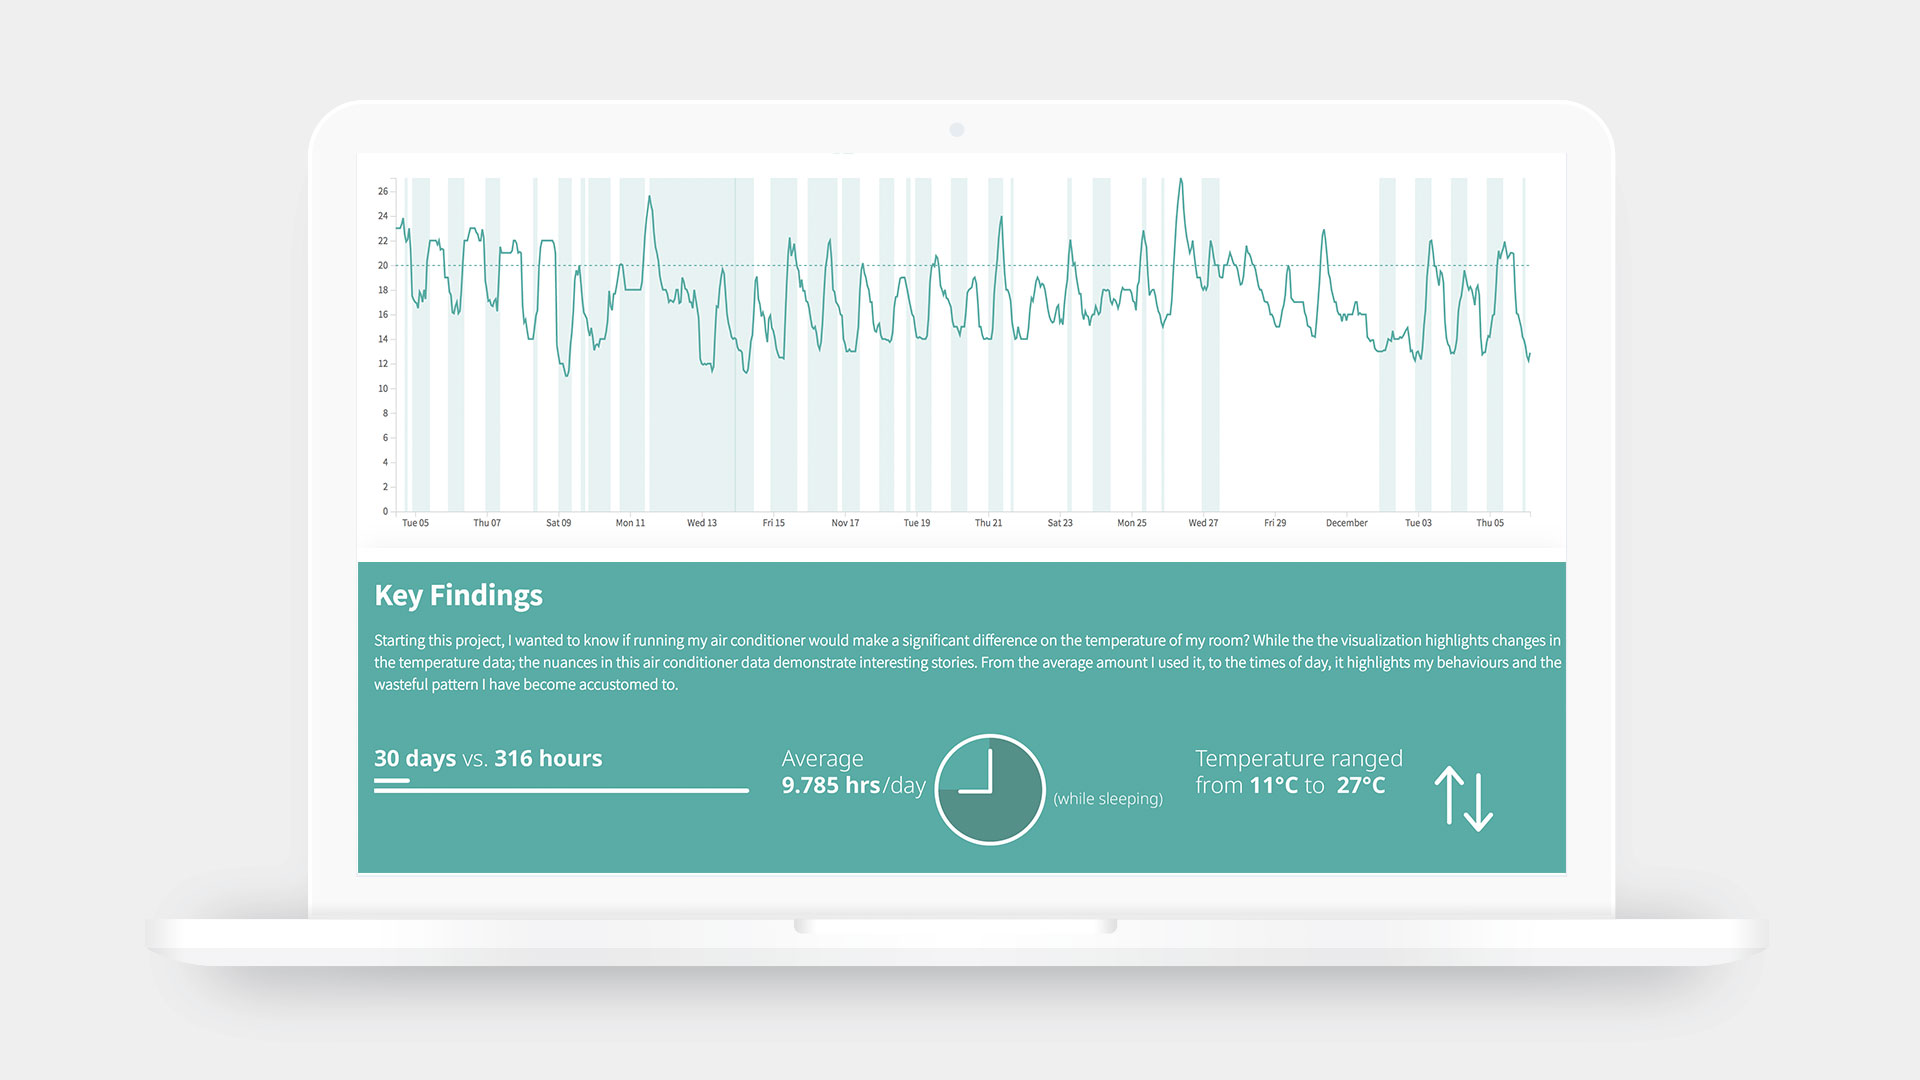 26
24
22
20
18
16
14
12
10
8
6
4
2
0
Tue 05 Thu 07 Sat 09 Mon 11 Wed 13 Fri 15 Nov 17 Tue 19 Thu 21 Sat 23 Mon 25 Wed 27 Fri 29 December Tue 03 Thu 05
Key Findings
Starting this project, I wanted to know if running my air conditioner would make a significant difference on the temperature of my room? While the the visualization highlights changes in
the temperature data; the nuances in this air conditioner data demonstrate interesting stories. From the average amount I used it, to the times of day, it highlights my behaviours and the
wasteful pattern I have become accustomed to.
30 days vs. 316 hours
Average
9.785 hrs/day
(while sleeping)
Temperature ranged
from 11°C to 27°C